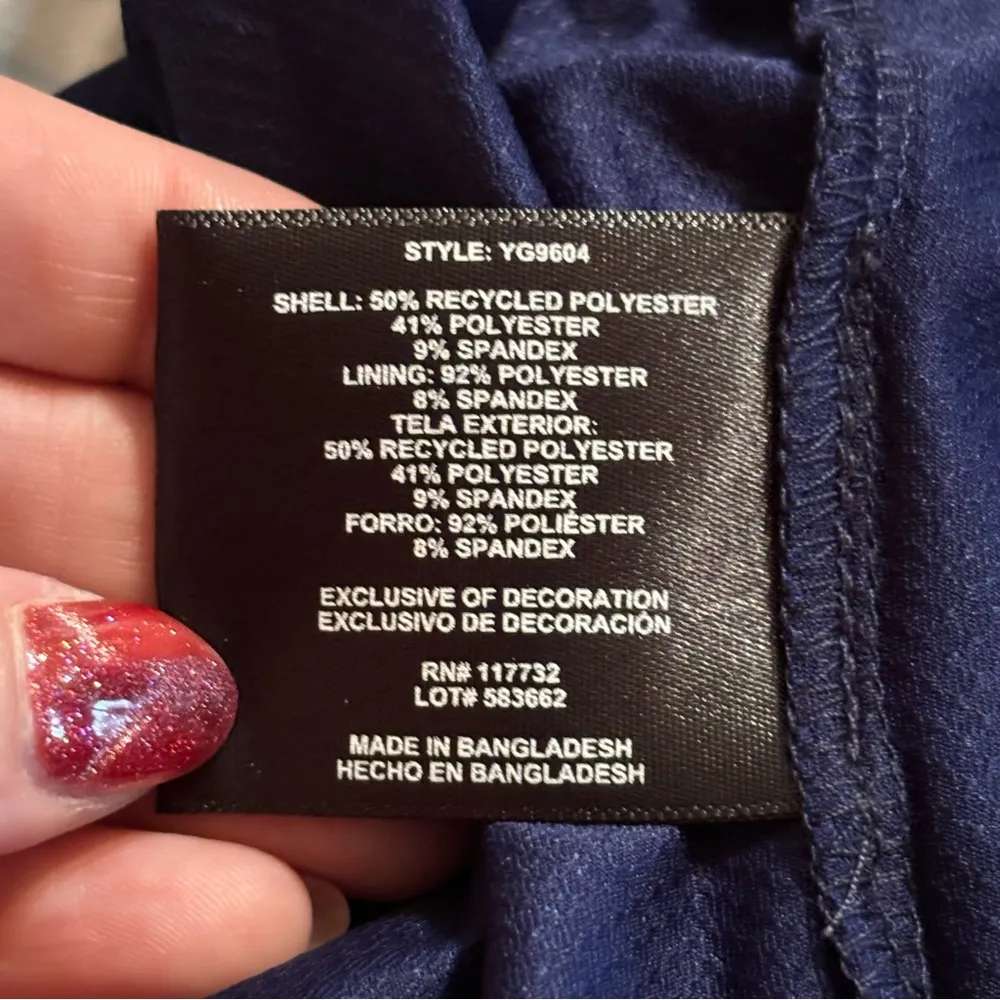 STYLE: YG9604
SHELL: 50% RECYCLED POLYESTER
41% POLYESTER
9% SPANDEX
LINING: 92% POLYESTER
8% SPANDEX
TELA EXTERIOR:
50% RECYCLED POLYESTER
41% POLYESTER
9% SPANDEX
FORRO: 92% POLIÉSTER
8% SPANDEX
EXCLUSIVE OF DECORATION
EXCLUSIVO DE DECORACIÓN
RN# 117732
LOT# 583662
MADE IN BANGLADESH
HECHO EN BANGLADESH